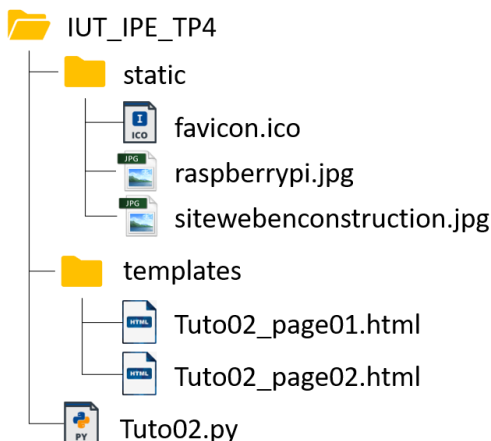 IUT_IPE_TP4
static
I
ICO
favicon.ico
JPG
raspberrypi.jpg
JPG
sitewebenconstruction.jpg
templates
HTML
Tuto02_page01.html
HTML
Tuto02_page02.html
PY
Tuto02.py